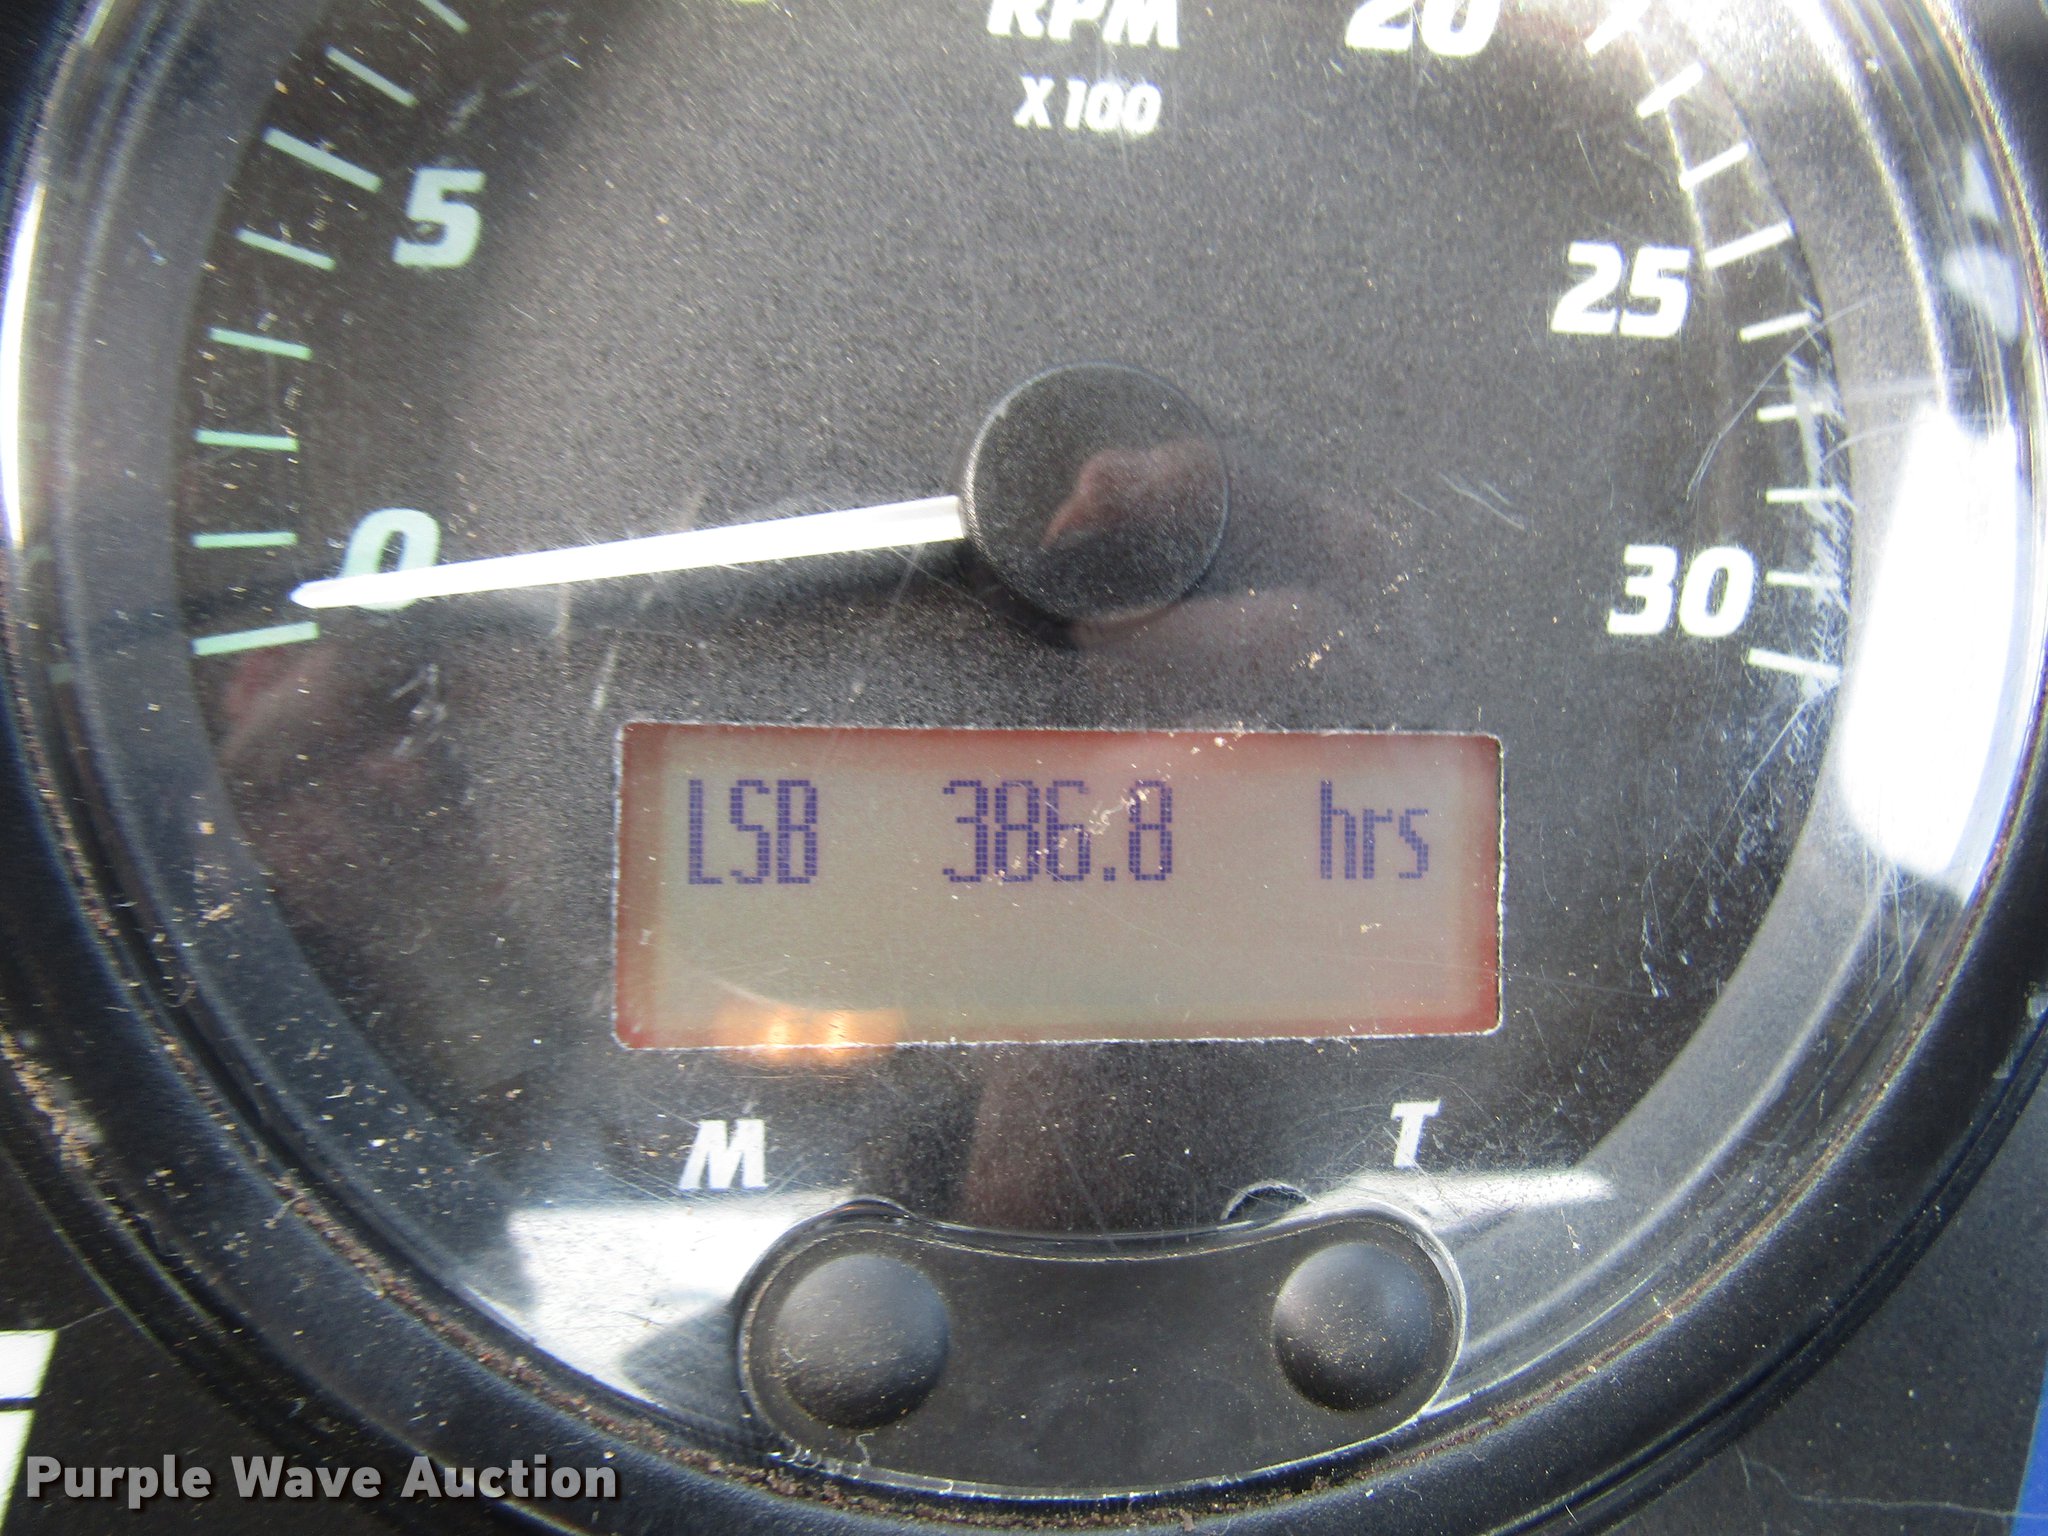 RPM
X100
20
5
25
0
30
LSB 386.8 hrs
M T
Purple Wave Auction